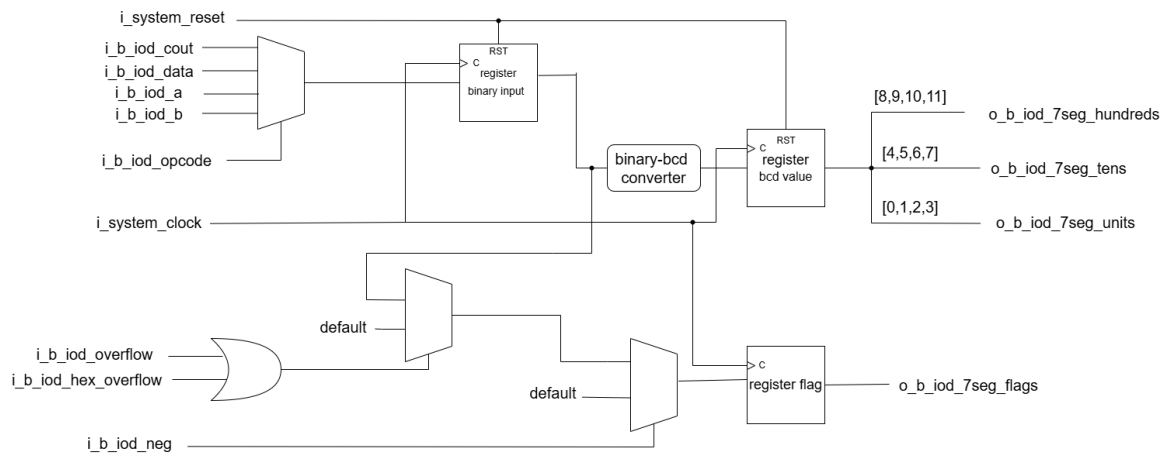 i_system_reset
i_b_iod_cout
i_b_iod_data
i_b_iod_a
i_b_iod_b
i_b_iod_opcode
RST
C
register
binary input
i_system_clock
binary-bcd
converter
RST
C
register
bcd value
[8,9,10,11]
o_b_iod_7seg_hundreds
[4,5,6,7]
o_b_iod_7seg_tens
[0,1,2,3]
o_b_iod_7seg_units
default
i_b_iod_overflow
i_b_iod_hex_overflow
default
i_b_iod_neg
C
register flag
o_b_iod_7seg_flags